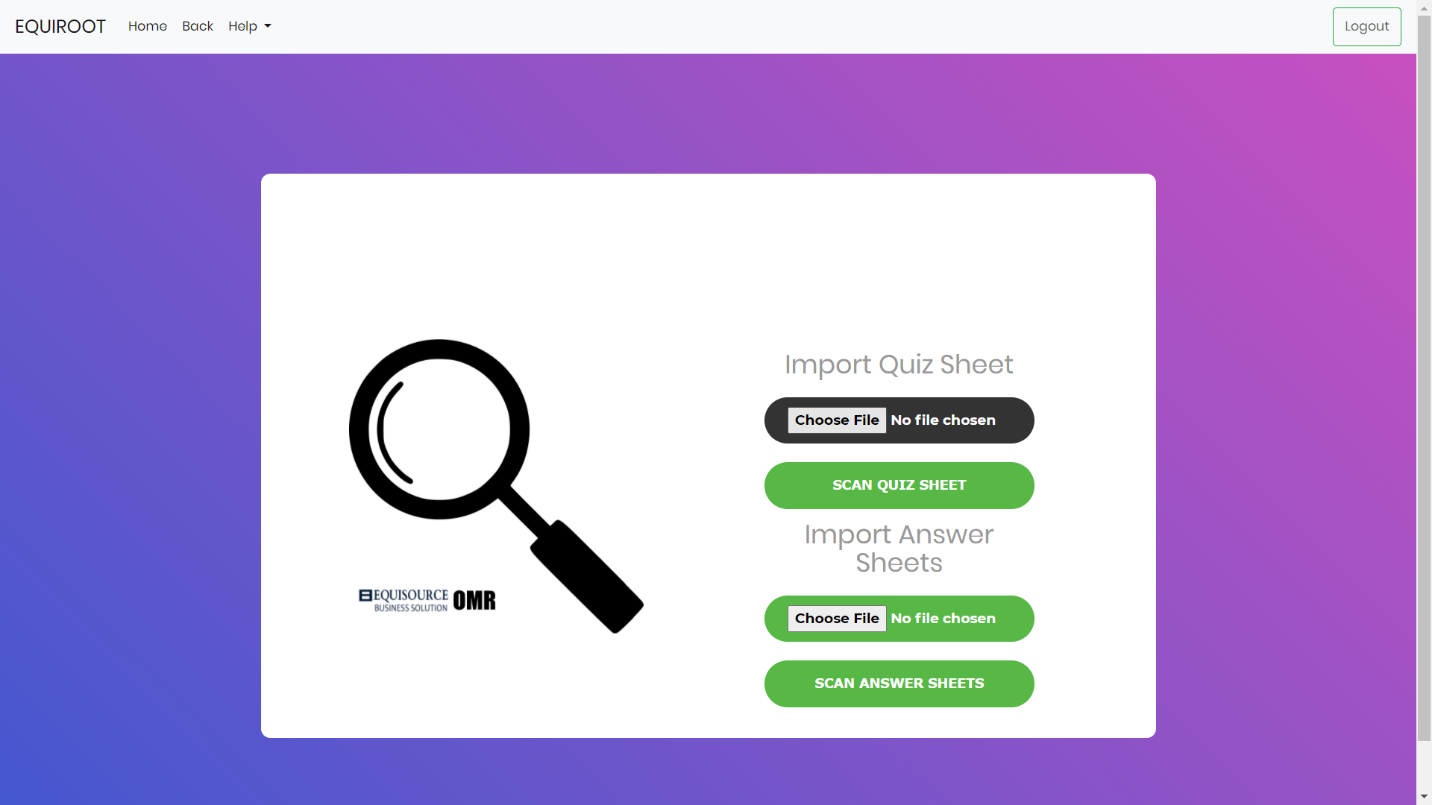 EQUIROOT Home Back Help Logout
Import Quiz Sheet
Choose File No file chosen
SCAN QUIZ SHEET
Import Answer
Sheets
EQUISOURCE OMR
BUSINESS SOLUTION
Choose File No file chosen
SCAN ANSWER SHEETS